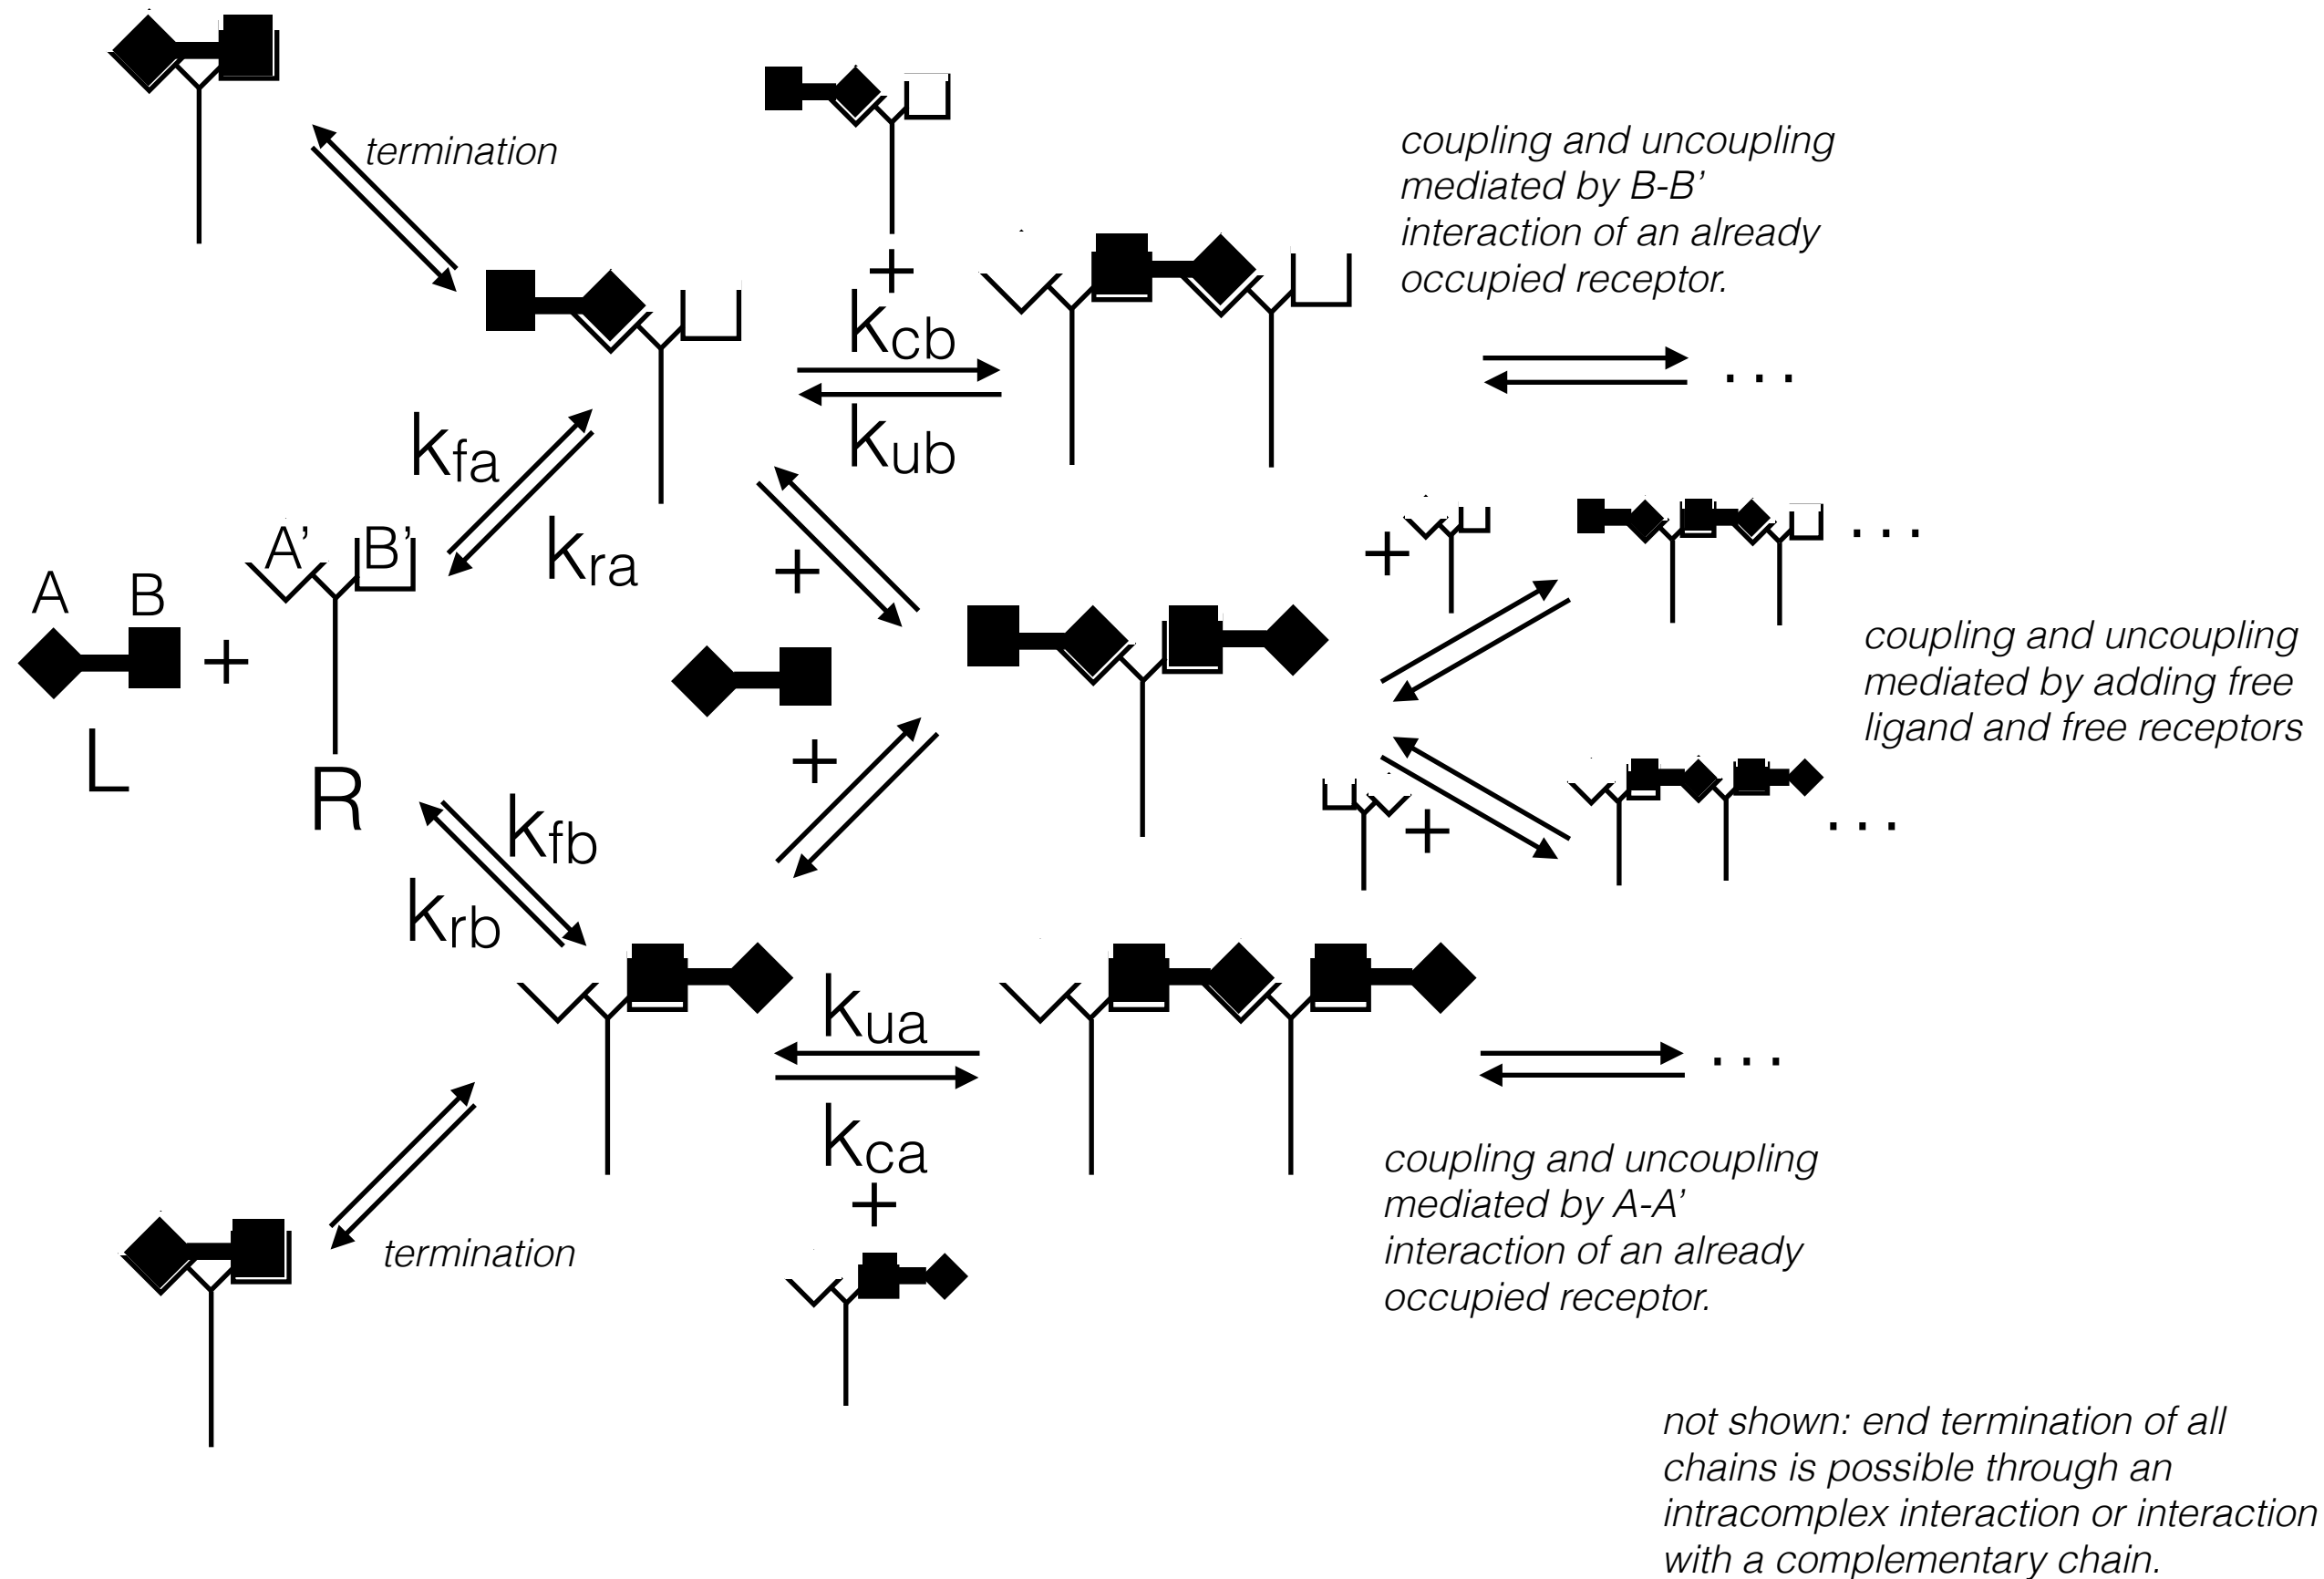 termination
coupling and uncoupling
mediated by B-B’
interaction of an already
occupied receptor.
+
kcb
kub
...
kfa
kra
A’ B’
A B
+
L
R
+
+
+ ...
coupling and uncoupling
mediated by adding free
ligand and free receptors
+ ...
kfb
krb
kua
kca
+
...
coupling and uncoupling
mediated by A-A’
interaction of an already
occupied receptor.
termination
not shown: end termination of all
chains is possible through an
intracomplex interaction or interaction
with a complementary chain.